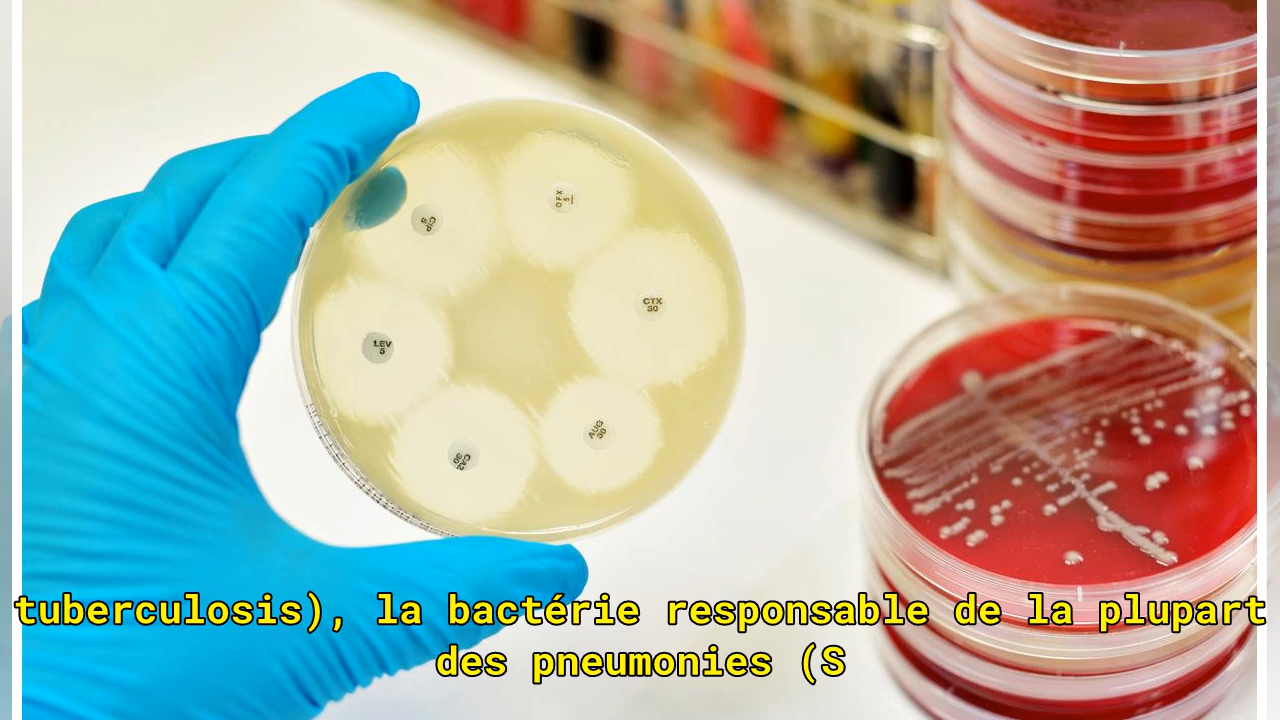 OFX
5
CIP
5
CTX
30
LEV
5
AUG
30
CAZ
30
tuberculosis), la bactérie responsable de la plupart
des pneumonies (S